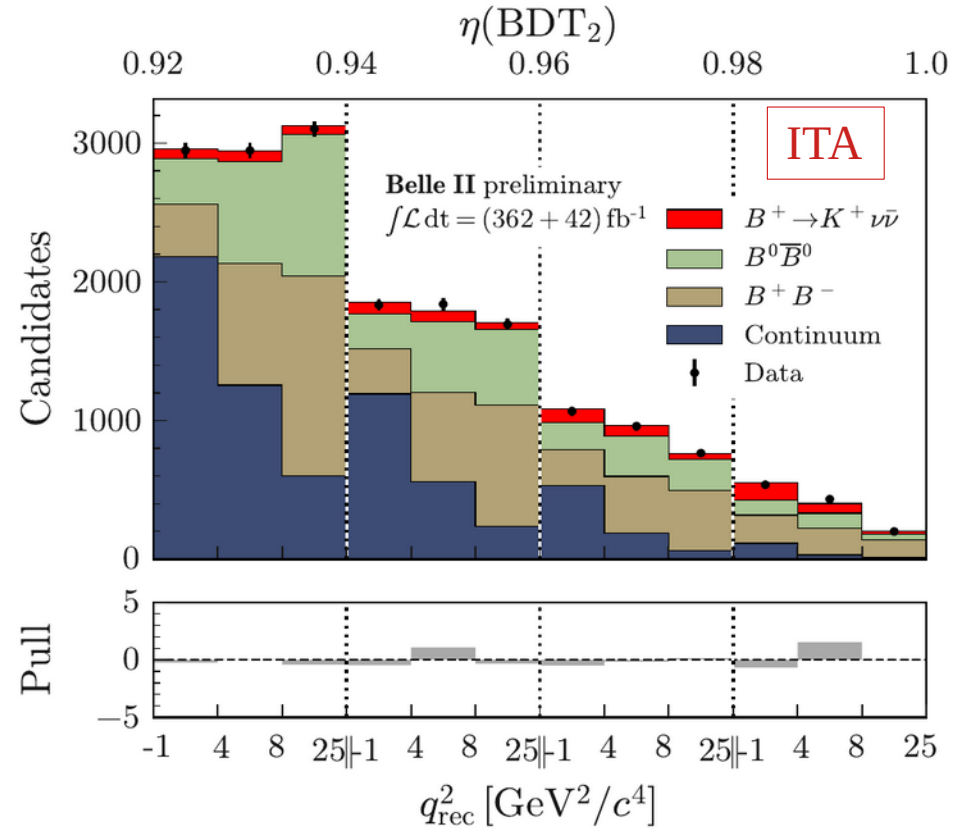 η(BDT₂)
0.92 0.94 0.96 0.98 1.0
ITA
Belle II preliminary
∫ℒ dt = (362 + 42) fb⁻¹
B⁺→K⁺νν̄
B⁰B̅⁰
B⁺B⁻
Continuum
Data
Candidates
3000
2000
1000
0
Pull
5
0
−5
-1 4 8 25||-1 4 8 25||-1 4 8 25||-1 4 8 25
q²rec [GeV²/c⁴]